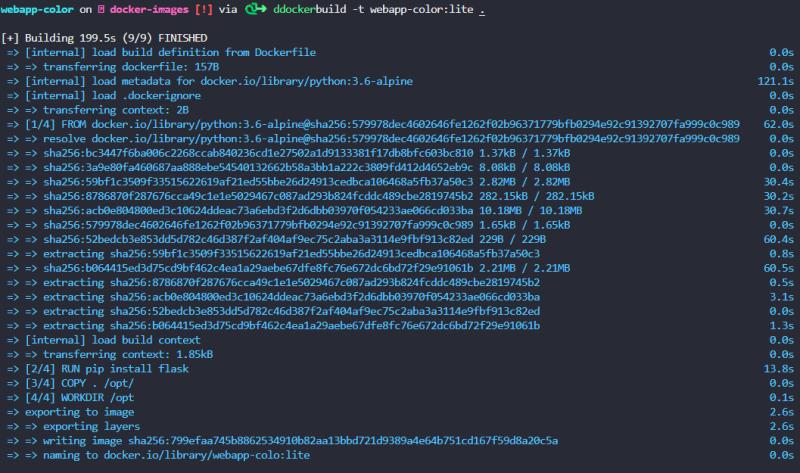 webapp-color on docker-images [!] via ddockerbuild -t webapp-color:lite .
[+] Building 199.5s (9/9) FINISHED
=> [internal] load build definition from Dockerfile 0.0s
=> => transferring dockerfile: 157B 0.0s
=> [internal] load metadata for docker.io/library/python:3.6-alpine 121.1s
=> [internal] load .dockerignore 0.0s
=> => transferring context: 2B 0.0s
=> [1/4] FROM docker.io/library/python:3.6-alpine@sha256:579978dec4602646fe1262f02b96371779bfb0294e92c91392707fa999c0c989 62.0s
=> => resolve docker.io/library/python:3.6-alpine@sha256:579978dec4602646fe1262f02b96371779bfb0294e92c91392707fa999c0c989 0.0s
=> => sha256:bc3447f6ba006c2268ccab840236cd1e27502a1d9133381f17db8bfc603bc810 1.37kB / 1.37kB 0.0s
=> => sha256:3a9e80fa460687aa888ebe54540132662b58a3bb1a222c3809fd412d4652eb9c 8.08kB / 8.08kB 0.0s
=> => sha256:59bf1c3509f33515622619af21ed55bbe26d24913cedbca106468a5fb37a50c3 2.82MB / 2.82MB 30.4s
=> => sha256:8786870f287676cca49c1e1e5029467c087ad293b824fcddc489cbe2819745b2 282.15kB / 282.15kB 30.2s
=> => sha256:acb0e804800ed3c10624ddeac73a6ebd3f2d6dbb03970f054233ae066cd033ba 10.18MB / 10.18MB 30.7s
=> => sha256:579978dec4602646fe1262f02b96371779bfb0294e92c91392707fa999c0c989 1.65kB / 1.65kB 0.0s
=> => sha256:52bedcb3e853dd5d782c46d387f2af404af9ec75c2aba3a3114e9fbf913c82ed 229B / 229B 60.4s
=> => extracting sha256:59bf1c3509f33515622619af21ed55bbe26d24913cedbca106468a5fb37a50c3 0.8s
=> => sha256:b064415ed3d75cd9bf462c4ea1a29aebe67dfe8fc76e672dc6bd72f29e91061b 2.21MB / 2.21MB 60.5s
=> => extracting sha256:8786870f287676cca49c1e1e5029467c087ad293b824fcddc489cbe2819745b2 0.5s
=> => extracting sha256:acb0e804800ed3c10624ddeac73a6ebd3f2d6dbb03970f054233ae066cd033ba 3.1s
=> => extracting sha256:52bedcb3e853dd5d782c46d387f2af404af9ec75c2aba3a3114e9fbf913c82ed 0.0s
=> => extracting sha256:b064415ed3d75cd9bf462c4ea1a29aebe67dfe8fc76e672dc6bd72f29e91061b 1.3s
=> [internal] load build context 0.0s
=> => transferring context: 1.85kB 0.0s
=> [2/4] RUN pip install flask 13.8s
=> [3/4] COPY . /opt/ 0.0s
=> [4/4] WORKDIR /opt 0.1s
=> exporting to image 2.6s
=> => exporting layers 2.6s
=> => writing image sha256:799efaa745b8862534910b82aa13bbd721d9389a4e64b751cd167f59d8a20c5a 0.0s
=> => naming to docker.io/library/webapp-colo:lite 0.0s